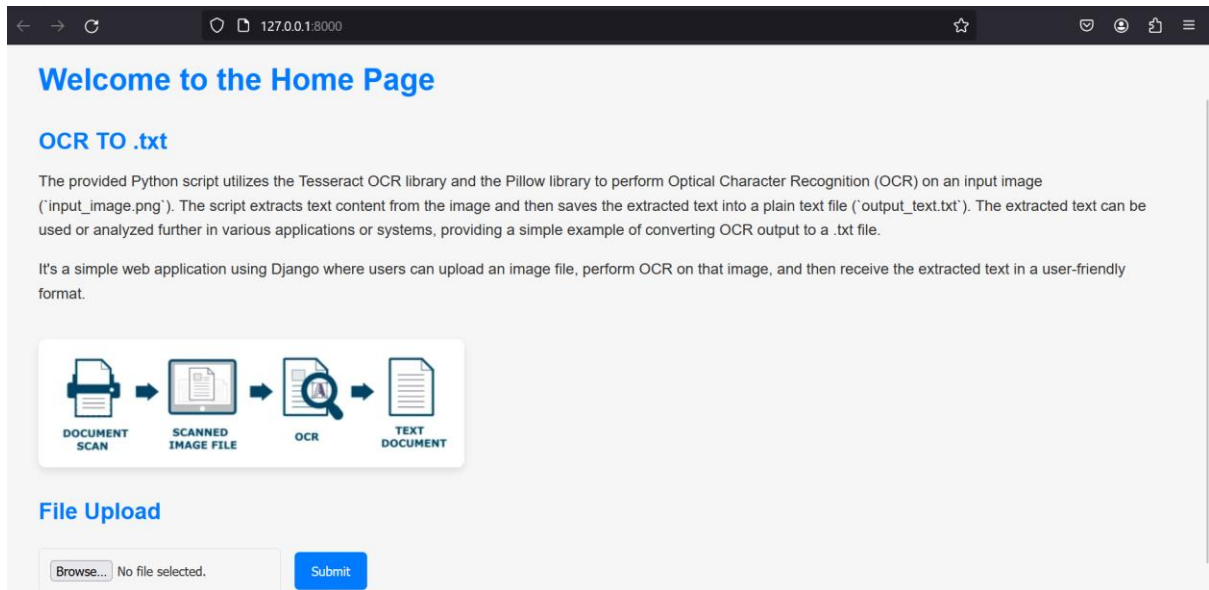 127.0.0.1:8000
Welcome to the Home Page
OCR TO .txt
The provided Python script utilizes the Tesseract OCR library and the Pillow library to perform Optical Character Recognition (OCR) on an input image
(`input_image.png`). The script extracts text content from the image and then saves the extracted text into a plain text file (`output_text.txt`). The extracted text can be
used or analyzed further in various applications or systems, providing a simple example of converting OCR output to a .txt file.
It's a simple web application using Django where users can upload an image file, perform OCR on that image, and then receive the extracted text in a user-friendly
format.
A
DOCUMENT
SCAN
SCANNED
IMAGE FILE
OCR
TEXT
DOCUMENT
File Upload
Browse... No file selected.
Submit